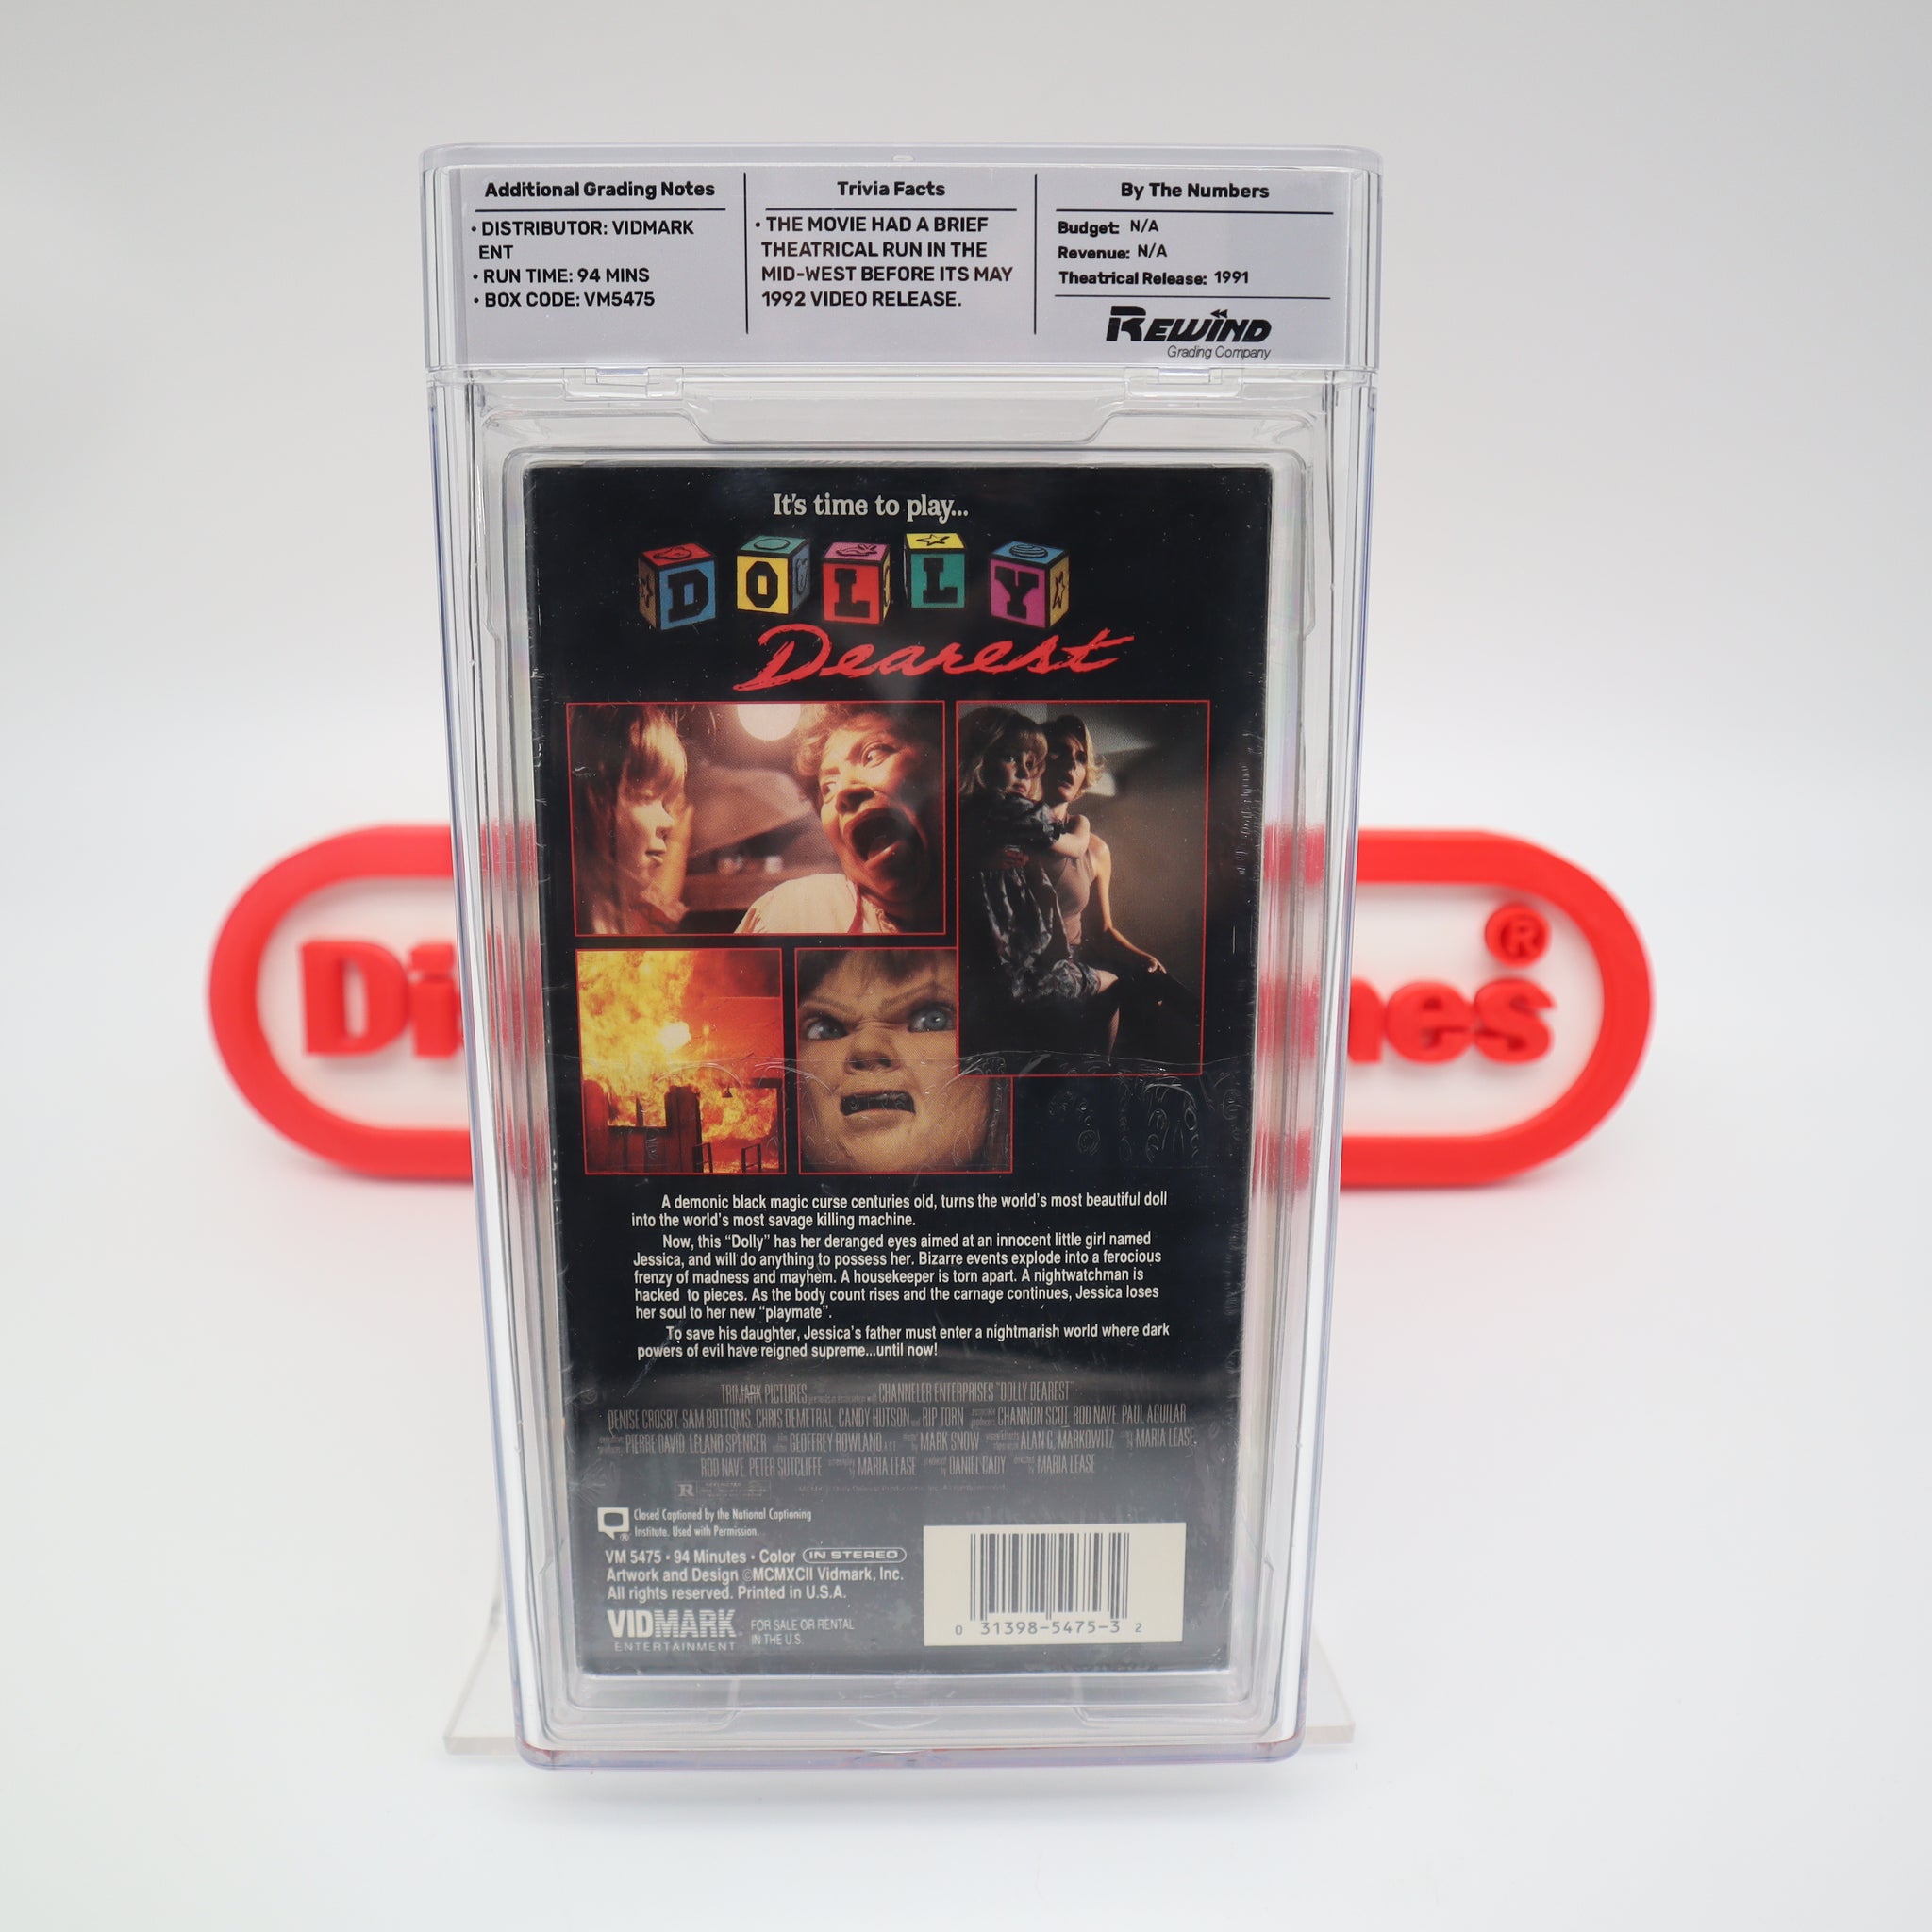 Additional Grading Notes
• DISTRIBUTOR: VIDMARK
ENT
• RUN TIME: 94 MINS
• BOX CODE: VM5475
Trivia Facts
• THE MOVIE HAD A BRIEF
THEATRICAL RUN IN THE
MID-WEST BEFORE ITS MAY
1992 VIDEO RELEASE.
By The Numbers
Budget: N/A
Revenue: N/A
Theatrical Release: 1991
REWIND
Grading Company
It's time to play...
DOLLY
Dearest
Di
nes
®
A demonic black magic curse centuries old, turns the world's most beautiful doll
into the world's most savage killing machine.
Now, this “Dolly” has her deranged eyes aimed at an innocent little girl named
Jessica, and will do anything to possess her. Bizarre events explode into a ferocious
frenzy of madness and mayhem. A housekeeper is torn apart. A nightwatchman is
hacked to pieces. As the body count rises and the carnage continues, Jessica loses
her soul to her new “playmate”.
To save his daughter, Jessica's father must enter a nightmarish world where dark
powers of evil have reigned supreme...until now!
TRIMARK PICTURES CHANNELER ENTERPRISES "DOLLY DEAREST"
DENISE CROSBY SAM BOTTOMS CHRIS DEMETRAL CANDY HUTSON and RIP TORN CHANNON SCOT ROD NAVE PAUL AGUILAR
PIERRE DAVID LELAND SPENCER GEOFFREY ROWLAND A.C.E. MARK SNOW ALAN G. MARKOWITZ MARIA LEASE,
ROD NAVE PETER SUTCLIFFE MARIA LEASE DANIEL CADY MARIA LEASE
R
Closed Captioned by the National Captioning
Institute. Used with Permission.
VM 5475 • 94 Minutes • Color IN STEREO
Artwork and Design ©MCMXCII Vidmark, Inc.
All rights reserved. Printed in U.S.A.
VIDMARK
ENTERTAINMENT
FOR SALE OR RENTAL
IN THE U.S.
0 31398-5475-3 2